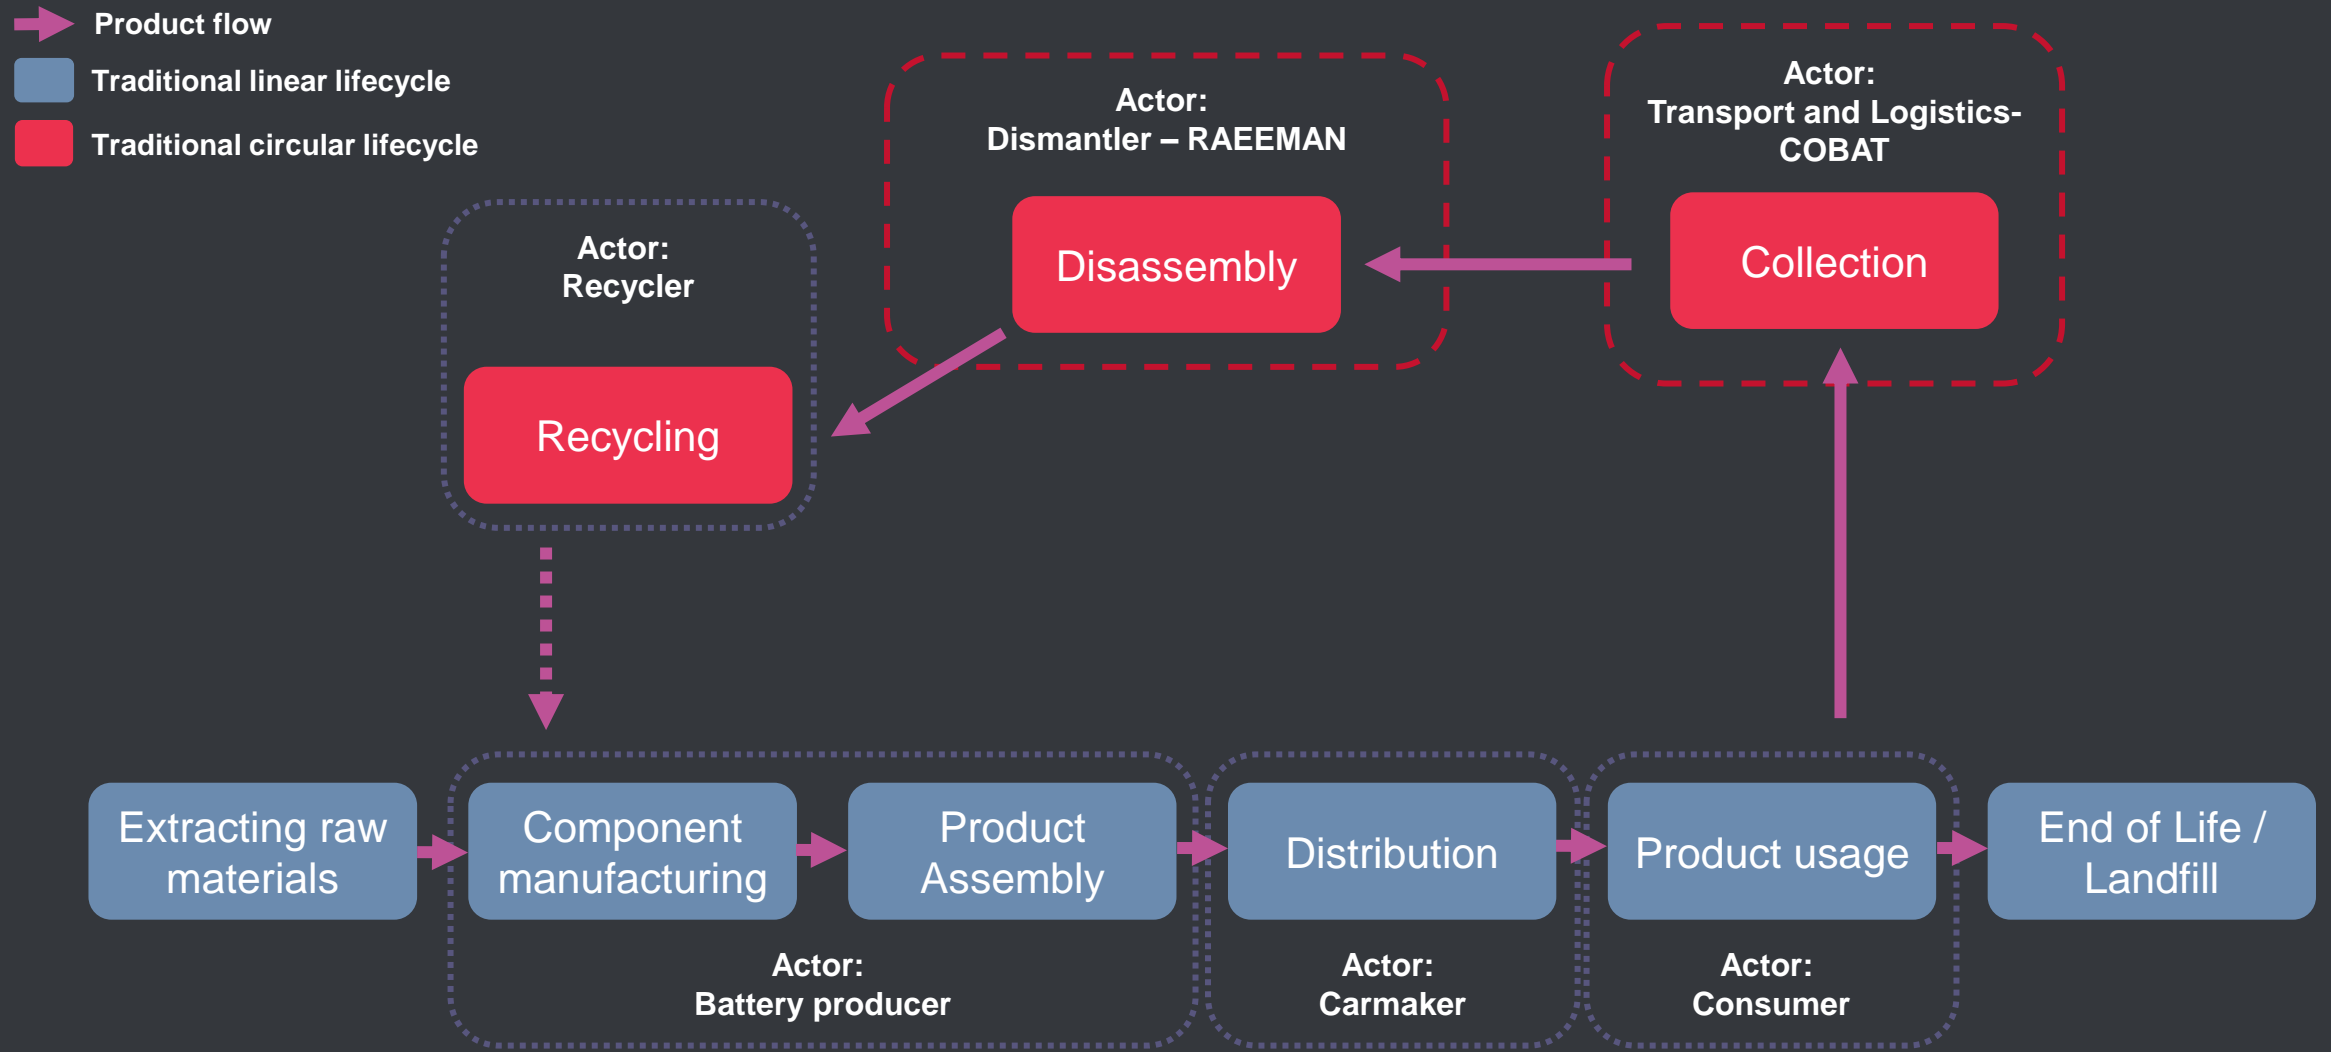 Product flow
Traditional linear lifecycle
Traditional circular lifecycle
Actor:
Transport and Logistics-
COBAT
Collection
Actor:
Dismantler – RAEEMAN
Disassembly
Actor:
Recycler
Recycling
Extracting raw
materials
Component
manufacturing
Product
Assembly
Actor:
Battery producer
Distribution
Actor:
Carmaker
Product usage
Actor:
Consumer
End of Life /
Landfill